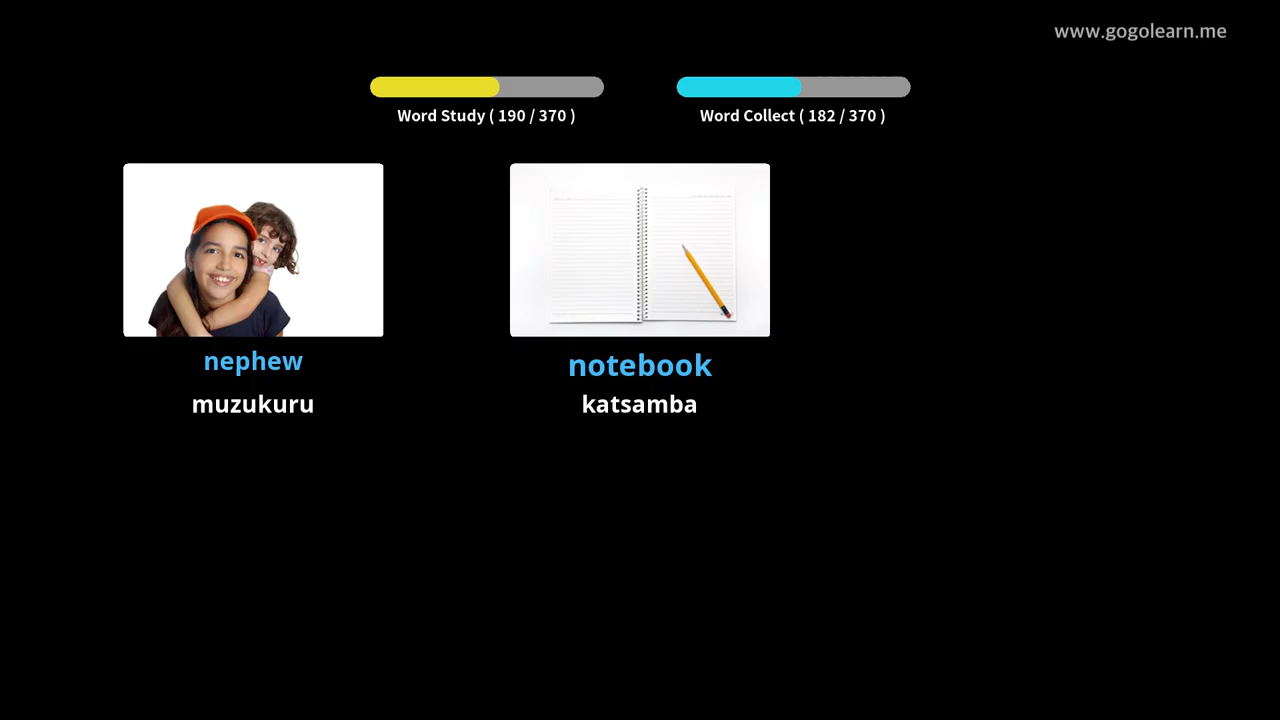 www.gogolearn.me
Word Study ( 190 / 370 )
Word Collect ( 182 / 370 )
nephew
muzukuru
notebook
katsamba